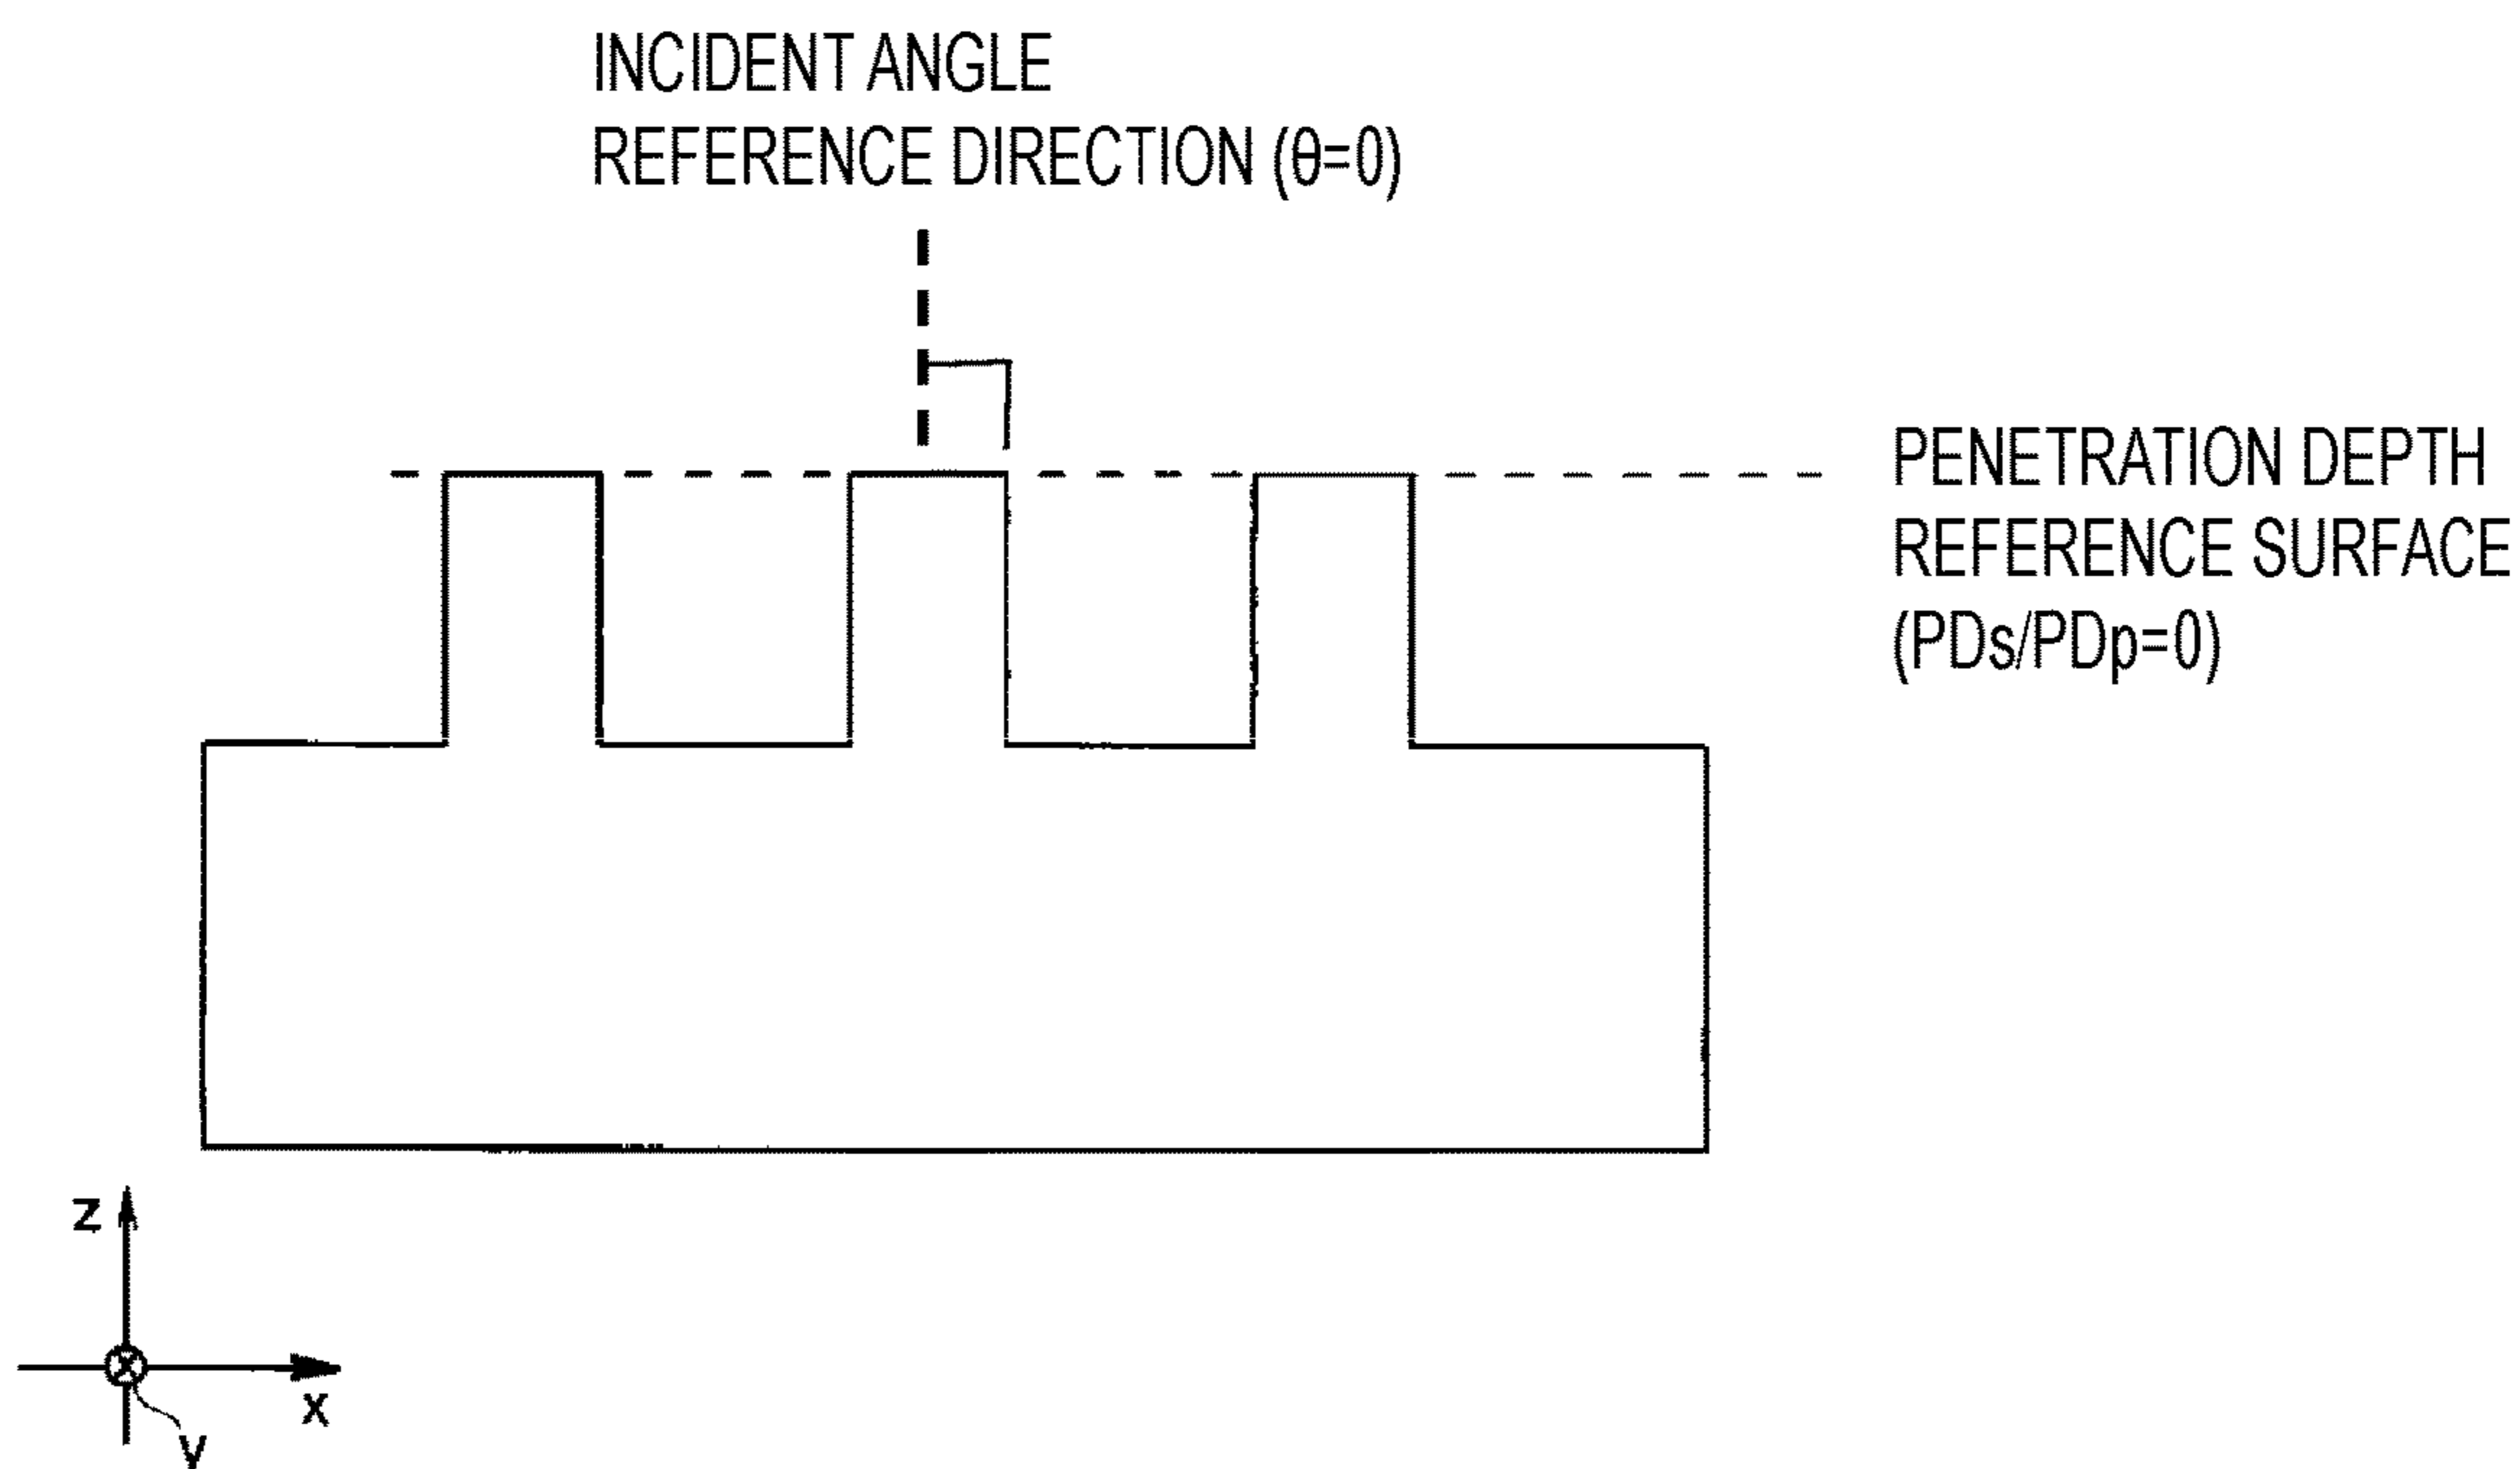 INCIDENT ANGLE
REFERENCE DIRECTION (θ=0)
PENETRATION DEPTH
REFERENCE SURFACE
(PDs/PDp=0)
z
x
y